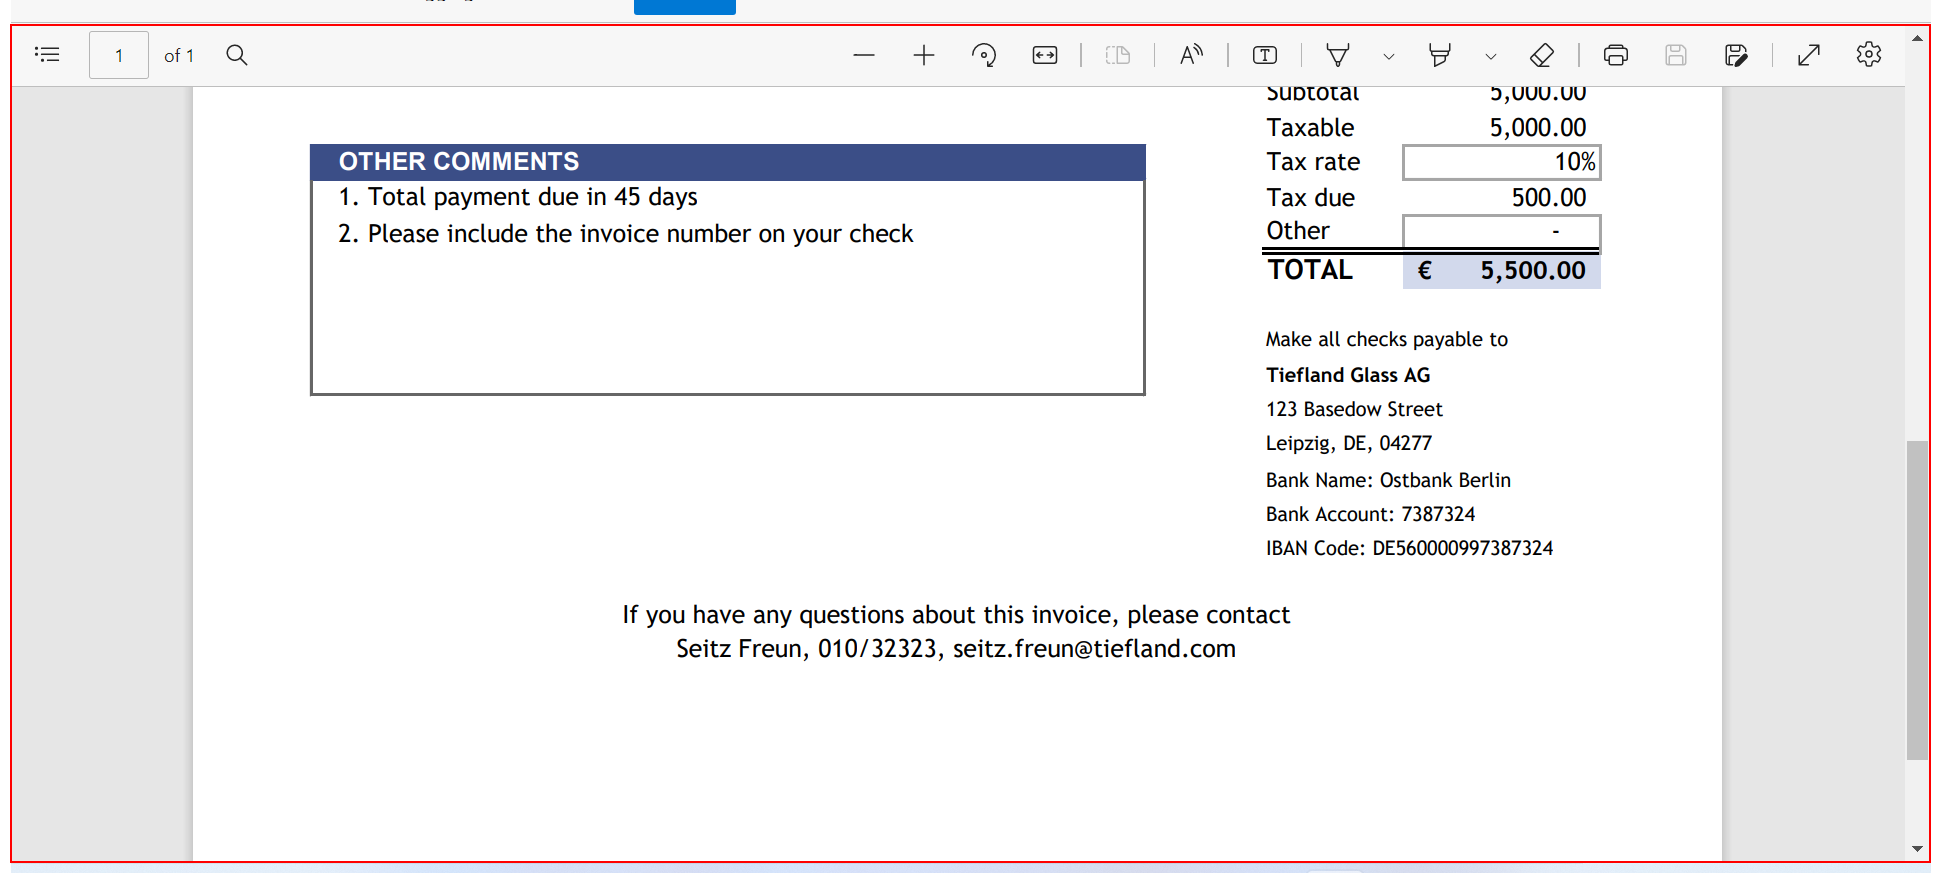 1 of 1
Subtotal 5,000.00
Taxable 5,000.00
Tax rate 10%
Tax due 500.00
Other -
TOTAL € 5,500.00
OTHER COMMENTS
1. Total payment due in 45 days
2. Please include the invoice number on your check
Make all checks payable to
Tiefland Glass AG
123 Basedow Street
Leipzig, DE, 04277
Bank Name: Ostbank Berlin
Bank Account: 7387324
IBAN Code: DE560000997387324
If you have any questions about this invoice, please contact
Seitz Freun, 010/32323, seitz.freun@tiefland.com